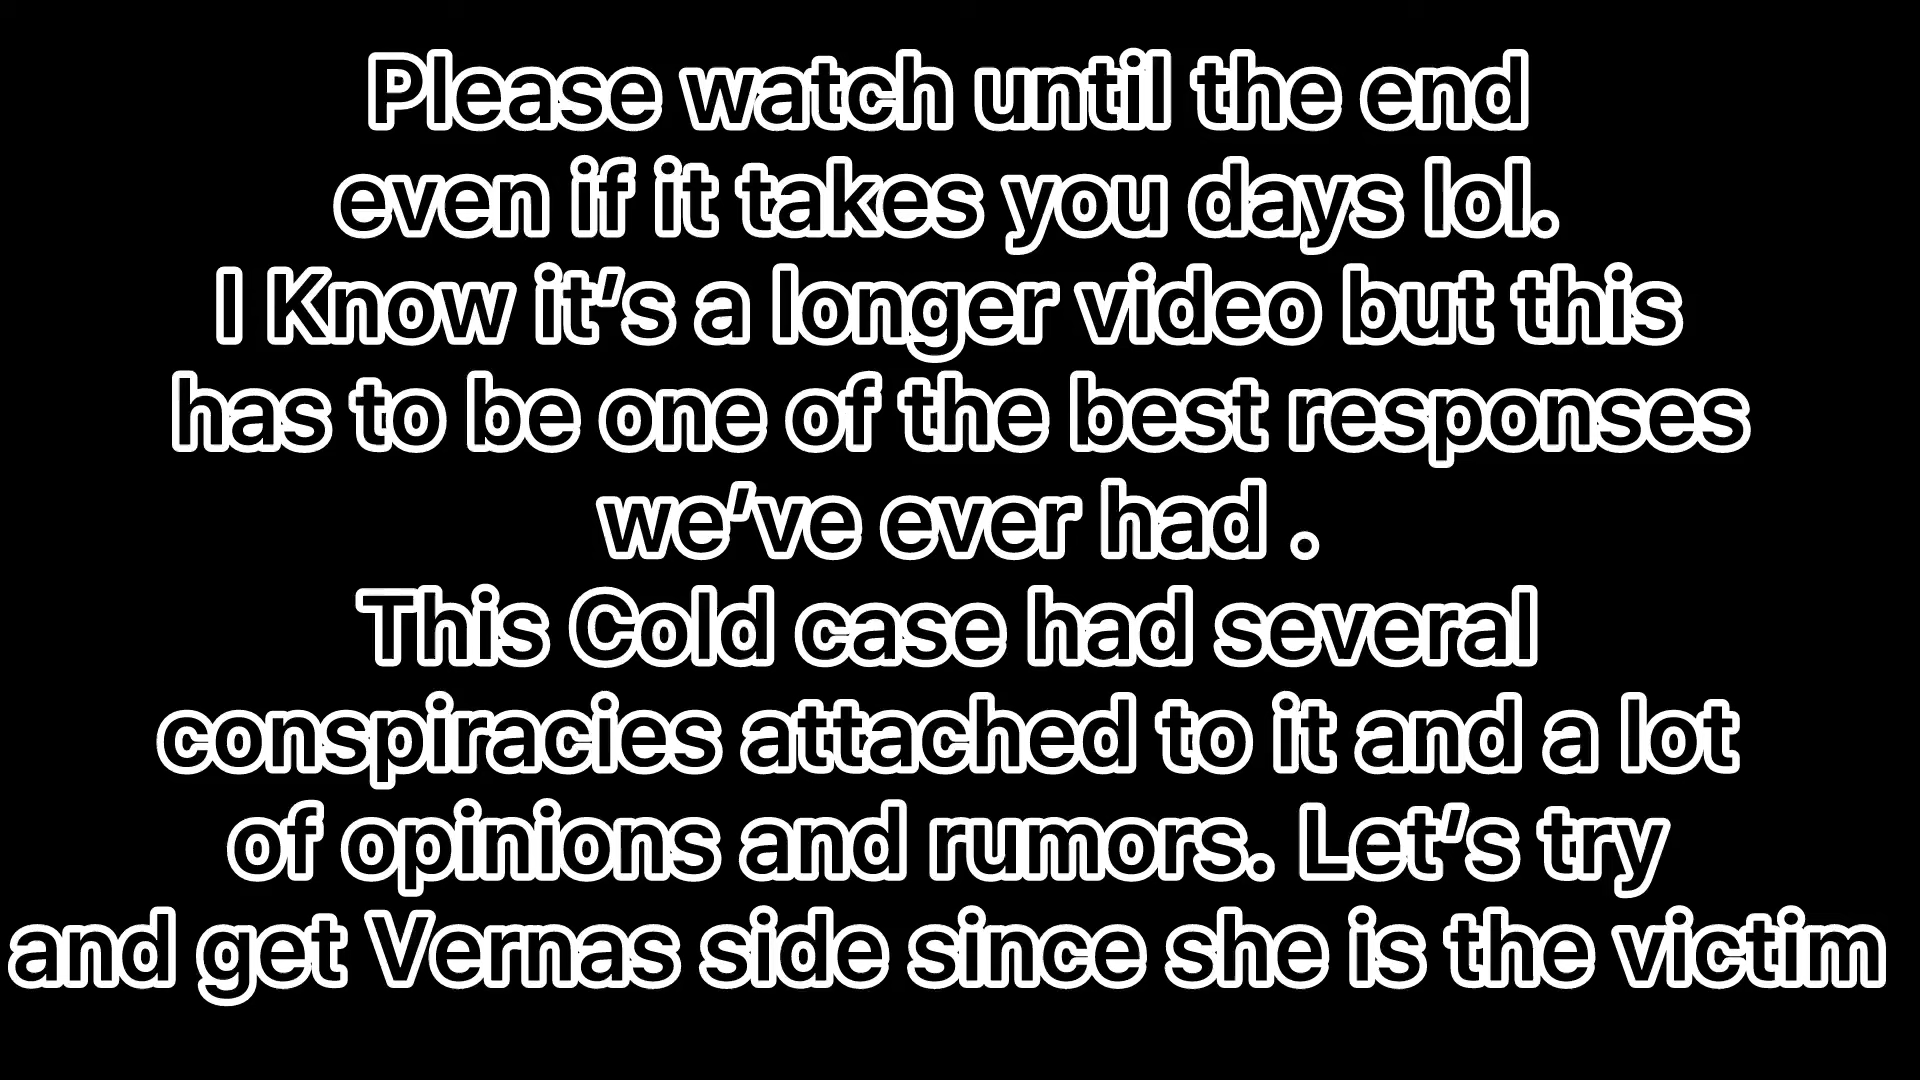 Please watch until the end
even if it takes you days lol.
I Know it’s a longer video but this
has to be one of the best responses
we’ve ever had .
This Cold case had several
conspiracies attached to it and a lot
of opinions and rumors. Let’s try
and get Vernas side since she is the victim